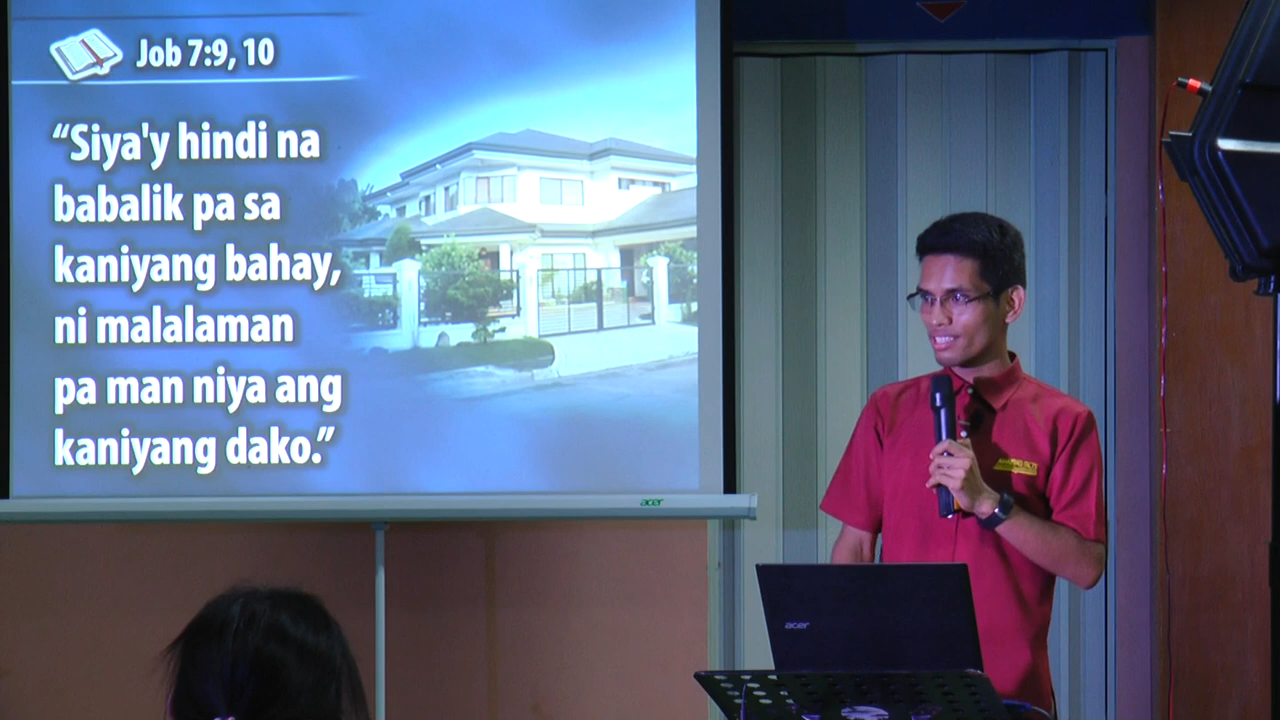 Job 7:9, 10
“Siya'y hindi na
babalik pa sa
kaniyang bahay,
ni malalaman
pa man niya ang
kaniyang dako.”
acer
acer